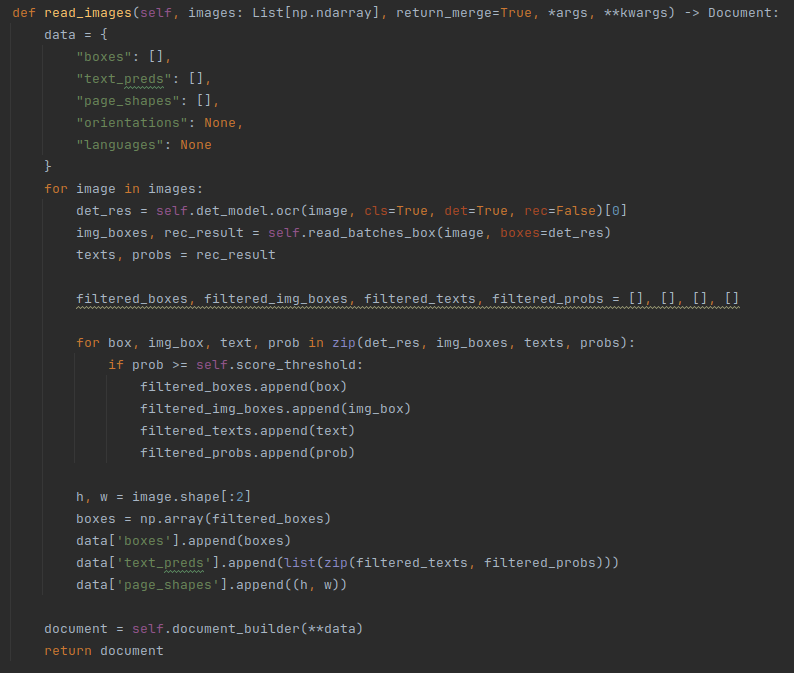 def read_images(self, images: List[np.ndarray], return_merge=True, *args, **kwargs) -> Document:
    data = {
        "boxes": [],
        "text_preds": [],
        "page_shapes": [],
        "orientations": None,
        "languages": None
    }
    for image in images:
        det_res = self.det_model.ocr(image, cls=True, det=True, rec=False)[0]
        img_boxes, rec_result = self.read_batches_box(image, boxes=det_res)
        texts, probs = rec_result

        filtered_boxes, filtered_img_boxes, filtered_texts, filtered_probs = [], [], [], []

        for box, img_box, text, prob in zip(det_res, img_boxes, texts, probs):
            if prob >= self.score_threshold:
                filtered_boxes.append(box)
                filtered_img_boxes.append(img_box)
                filtered_texts.append(text)
                filtered_probs.append(prob)

        h, w = image.shape[:2]
        boxes = np.array(filtered_boxes)
        data['boxes'].append(boxes)
        data['text_preds'].append(list(zip(filtered_texts, filtered_probs)))
        data['page_shapes'].append((h, w))

    document = self.document_builder(**data)
    return document